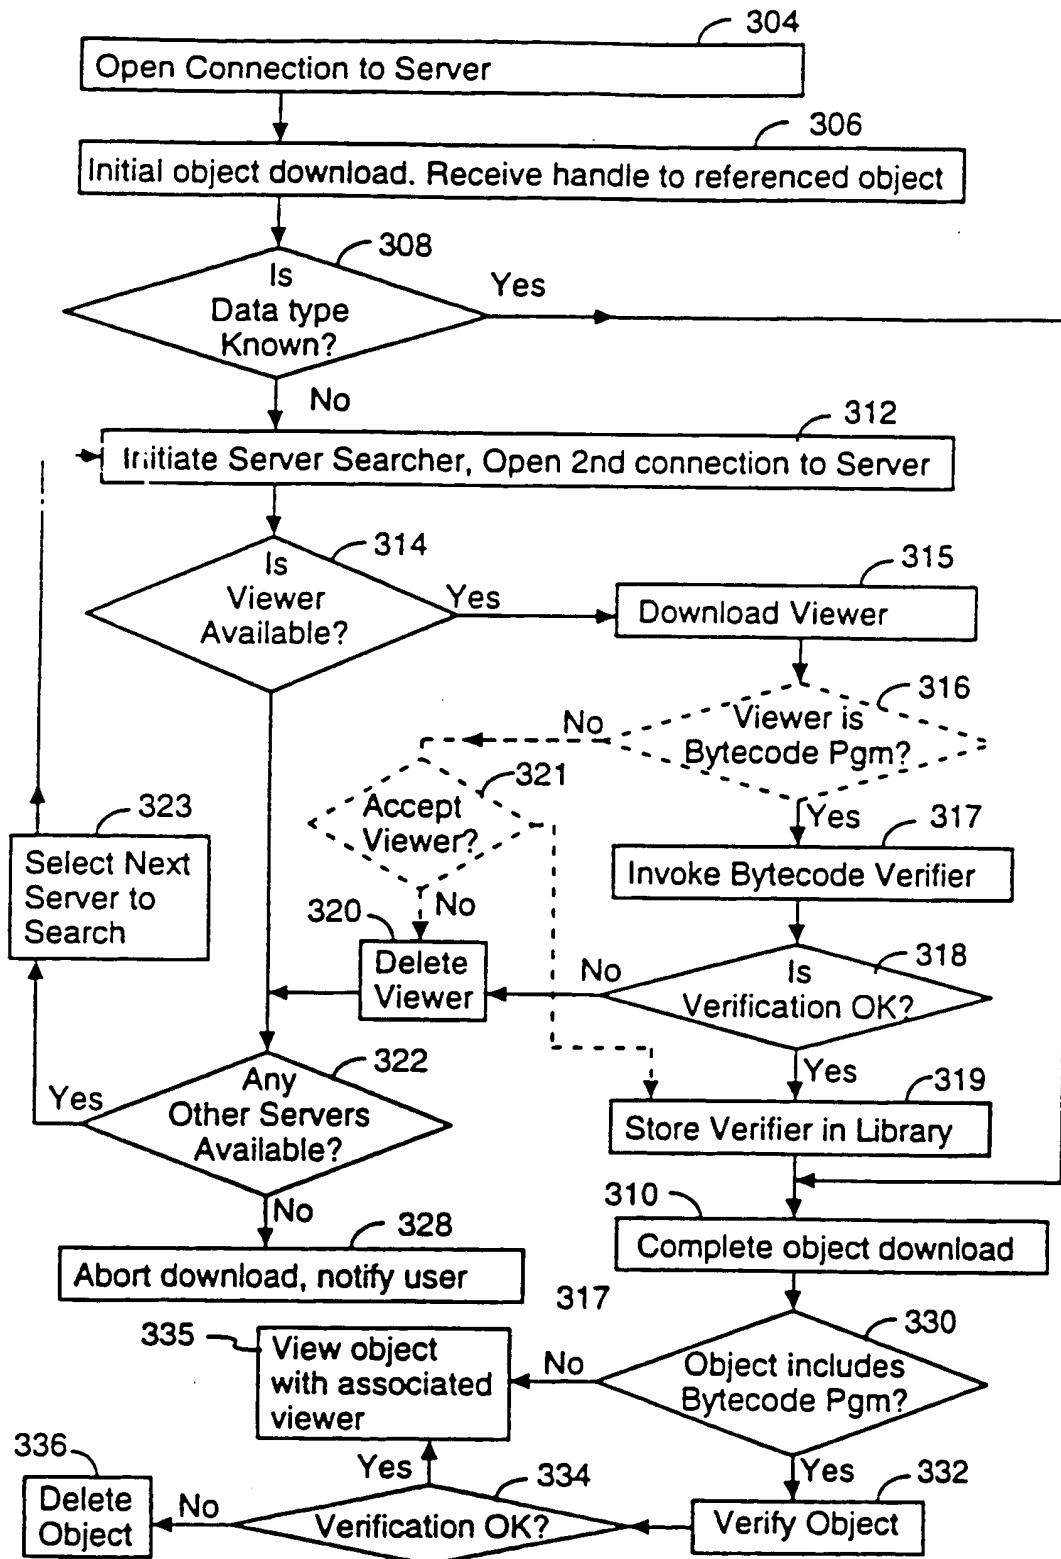 304
Open Connection to Server
306
Initial object download. Receive handle to referenced object
308
Is
Data type
Known?
Yes
No
312
Initiate Server Searcher, Open 2nd connection to Server
314
Is
Viewer
Available?
Yes
315
Download Viewer
316
Viewer is
Bytecode Pgm?
No
Yes
321
Accept
Viewer?
No
323
Select Next
Server to
Search
317
Invoke Bytecode Verifier
320
Delete
Viewer
318
Is
Verification OK?
No
Yes
322
Any
Other Servers
Available?
Yes
No
319
Store Verifier in Library
310
Complete object download
328
Abort download, notify user
317
330
Object includes
Bytecode Pgm?
No
Yes
335
View object
with associated
viewer
332
Verify Object
334
Verification OK?
Yes
No
336
Delete
Object